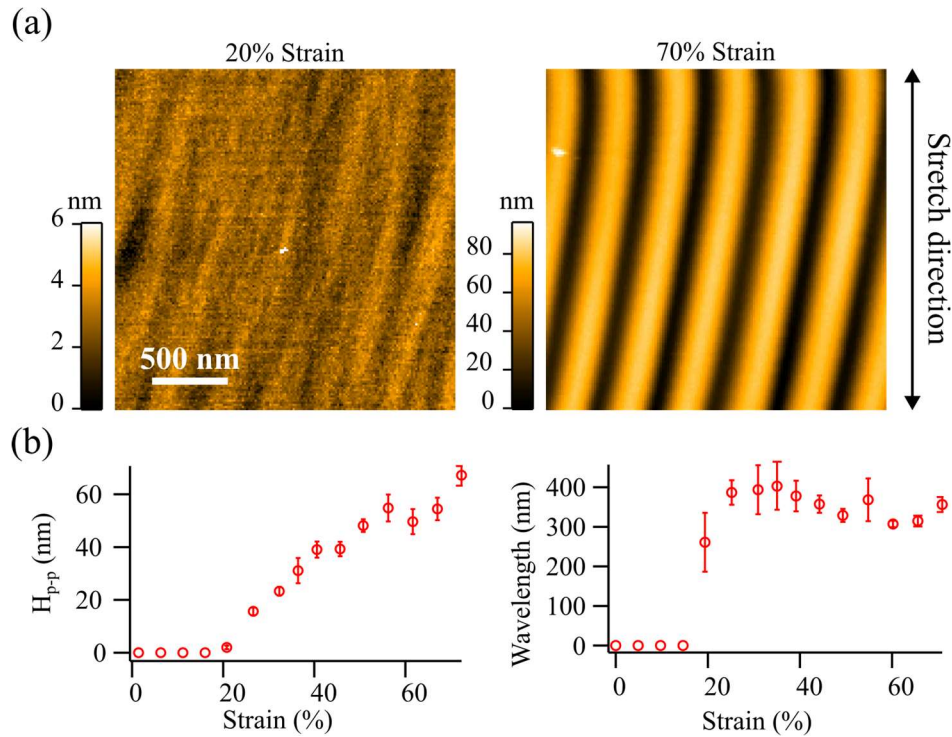 (a)
20% Strain
70% Strain
nm
6
4
2
0
500 nm
nm
80
60
40
20
0
Stretch direction
(b)
60
40
20
0
H_{p-p} (nm)
0 20 40 60
Strain (%)
400
300
200
100
0
Wavelength (nm)
0 20 40 60
Strain (%)